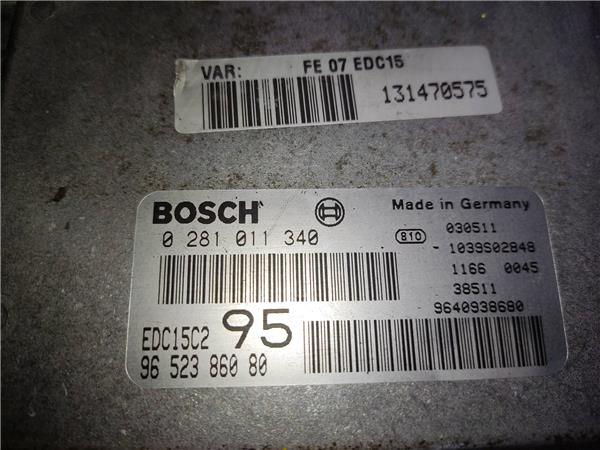 VAR: FE 07 EDC15
131470575
BOSCH
Made in Germany
0 281 011 340
810
030511
1039S02848
1166 0045
38511
9640938680
EDC15C2 95
96 523 860 80